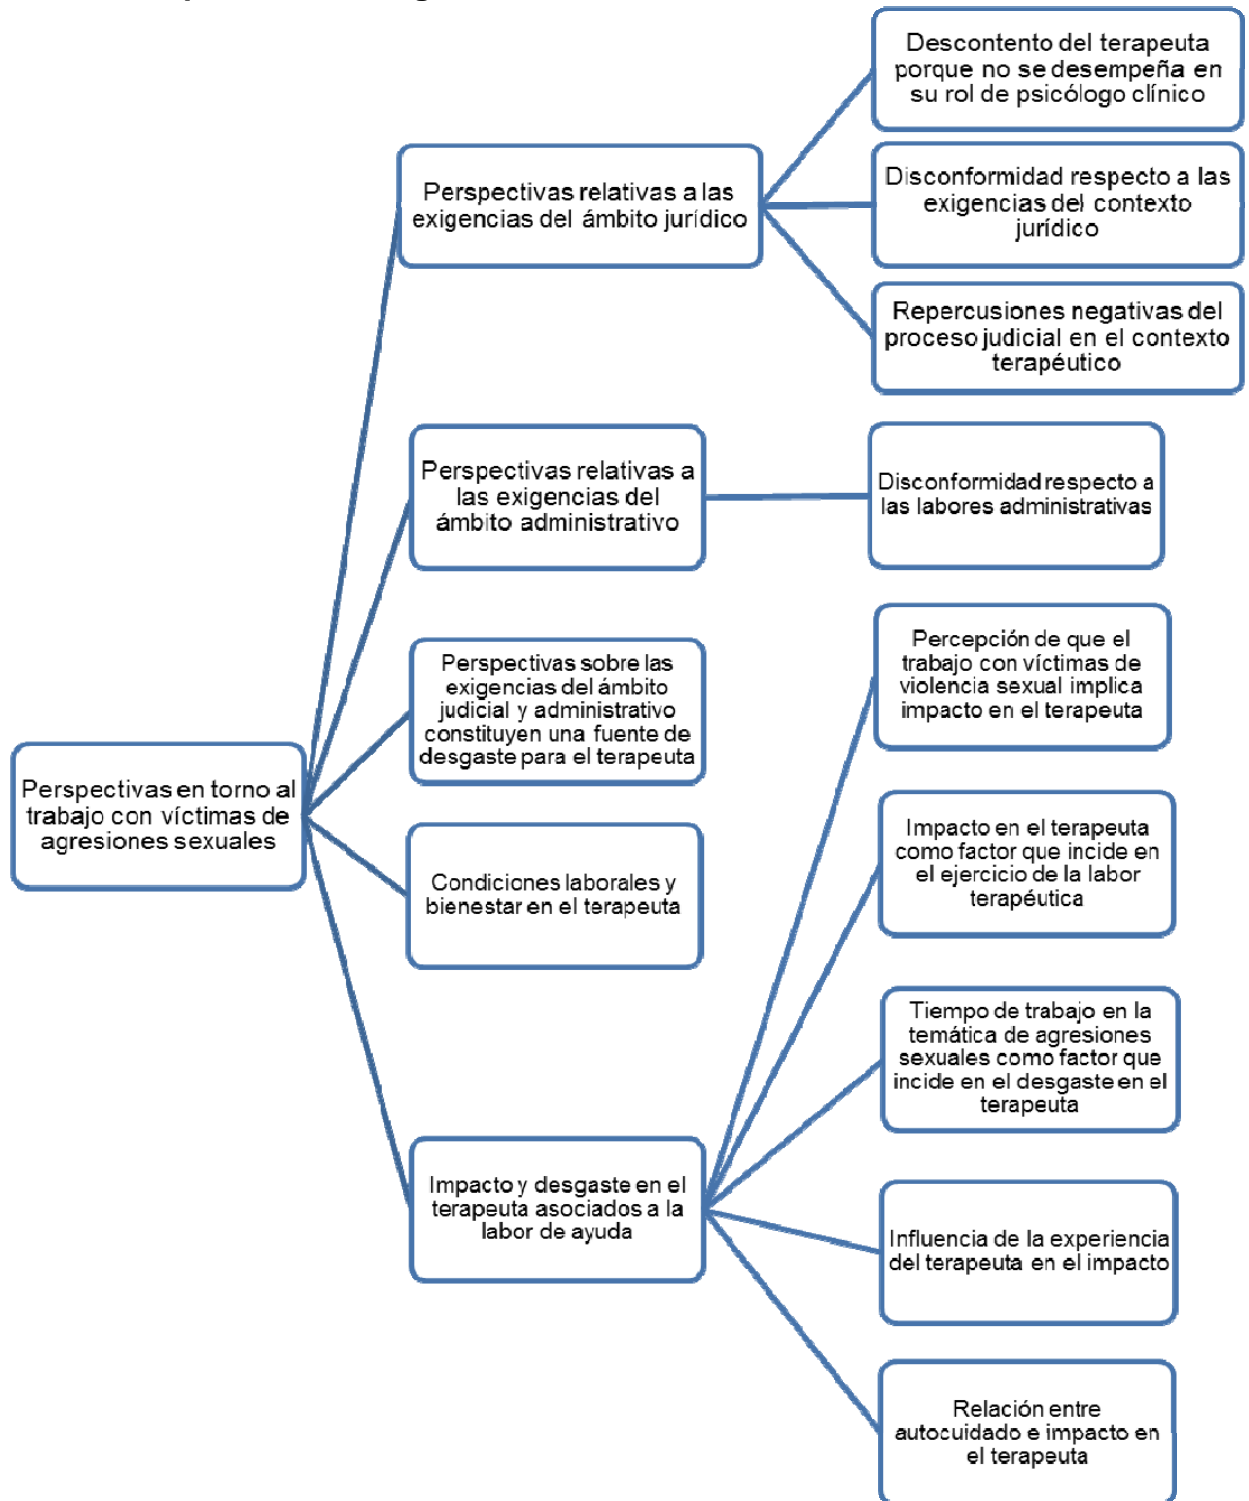 Descontento del terapeuta
porque no se desempeña en
su rol de psicólogo clínico
Perspectivas relativas a las
exigencias del ámbito jurídico
Disconformidad respecto a las
exigencias del contexto
jurídico
Repercusiones negativas del
proceso judicial en el contexto
terapéutico
Perspectivas relativas a
las exigencias del
ámbito administrativo
Disconformidad respecto a
las labores administrativas
Perspectivas sobre las
exigencias del ámbito
judicial y administrativo
constituyen una fuente de
desgaste para el terapeuta
Percepción de que el
trabajo con víctimas de
violencia sexual implica
impacto en el terapeuta
Perspectivas en torno al
trabajo con víctimas de
agresiones sexuales
Impacto en el terapeuta
como factor que incide en
el ejercicio de la labor
terapéutica
Condiciones laborales y
bienestar en el terapeuta
Tiempo de trabajo en la
temática de agresiones
sexuales como factor que
incide en el desgaste en el
terapeuta
Impacto y desgaste en el
terapeuta asociados a la
labor de ayuda
Influencia de la experiencia
del terapeuta en el impacto
Relación entre
autocuidado e impacto en
el terapeuta